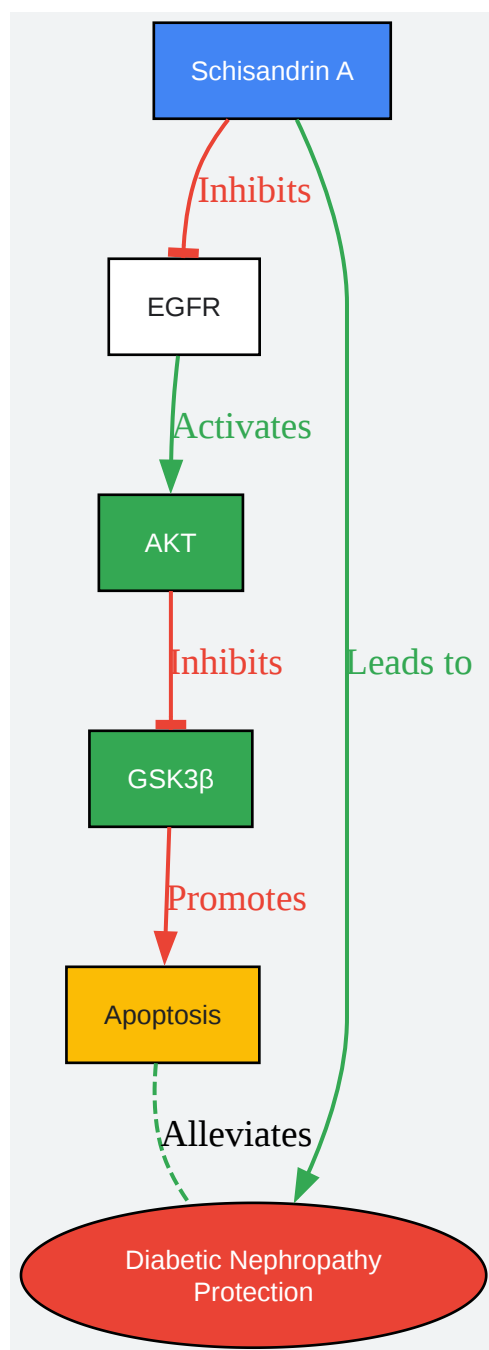 Schisandrin A
Inhibits
EGFR
Activates
AKT
Inhibits
Leads to
GSK3β
Promotes
Apoptosis
Alleviates
Diabetic Nephropathy
Protection